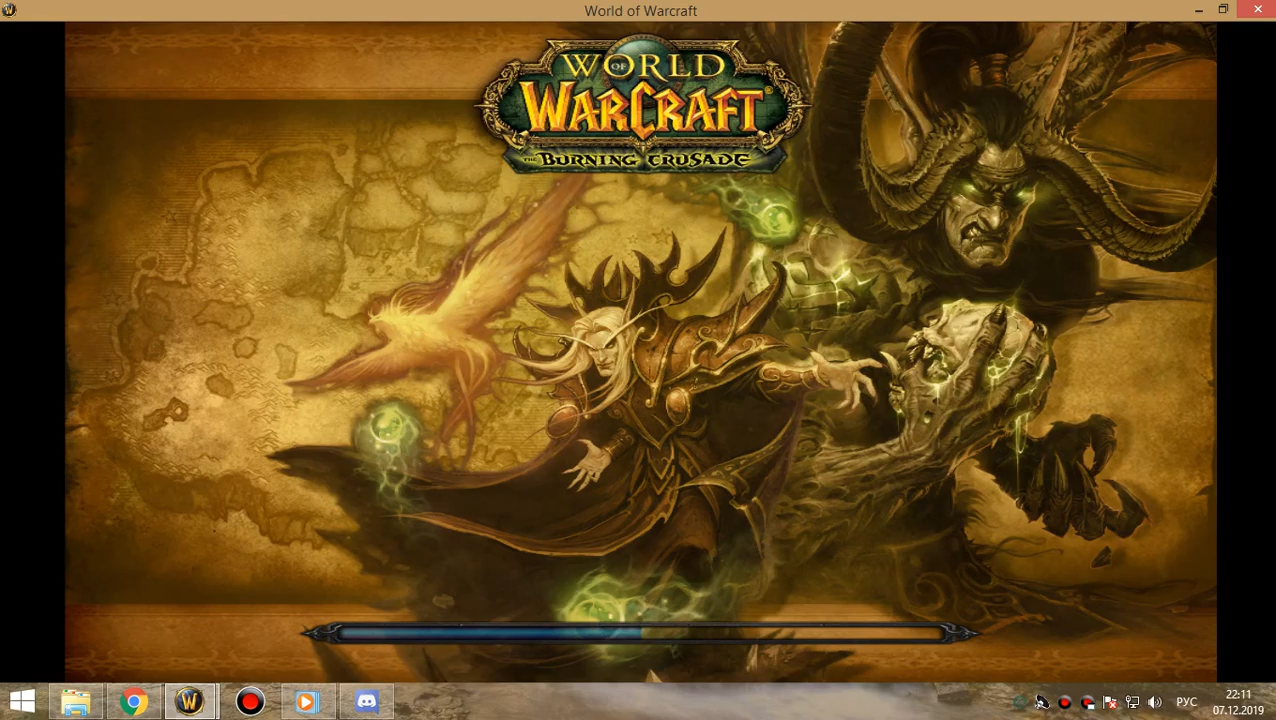 World of Warcraft
WORLD
OF
WARCRAFT®
THE BURNING CRUSADE
РУС
22:11
07.12.2019